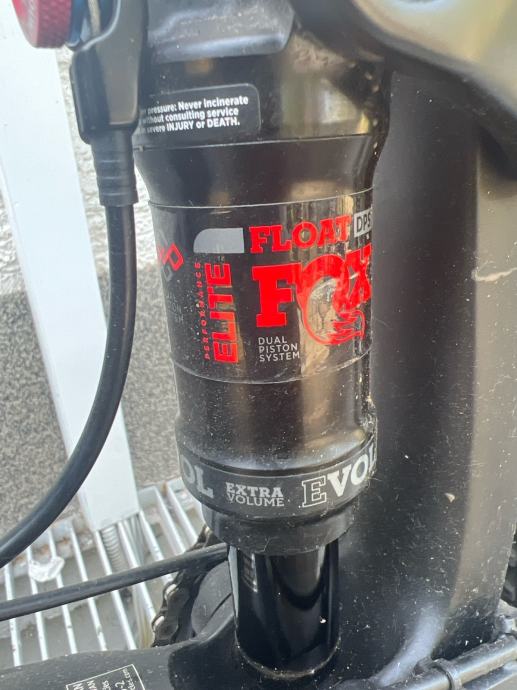 pressure: Never incinerate
without consulting service
severe INJURY or DEATH.
FLOAT DPS
PERFORMANCE
ELITE
FOX
DUAL
PISTON
SYSTEM
EXTRA
VOLUME
EVOL